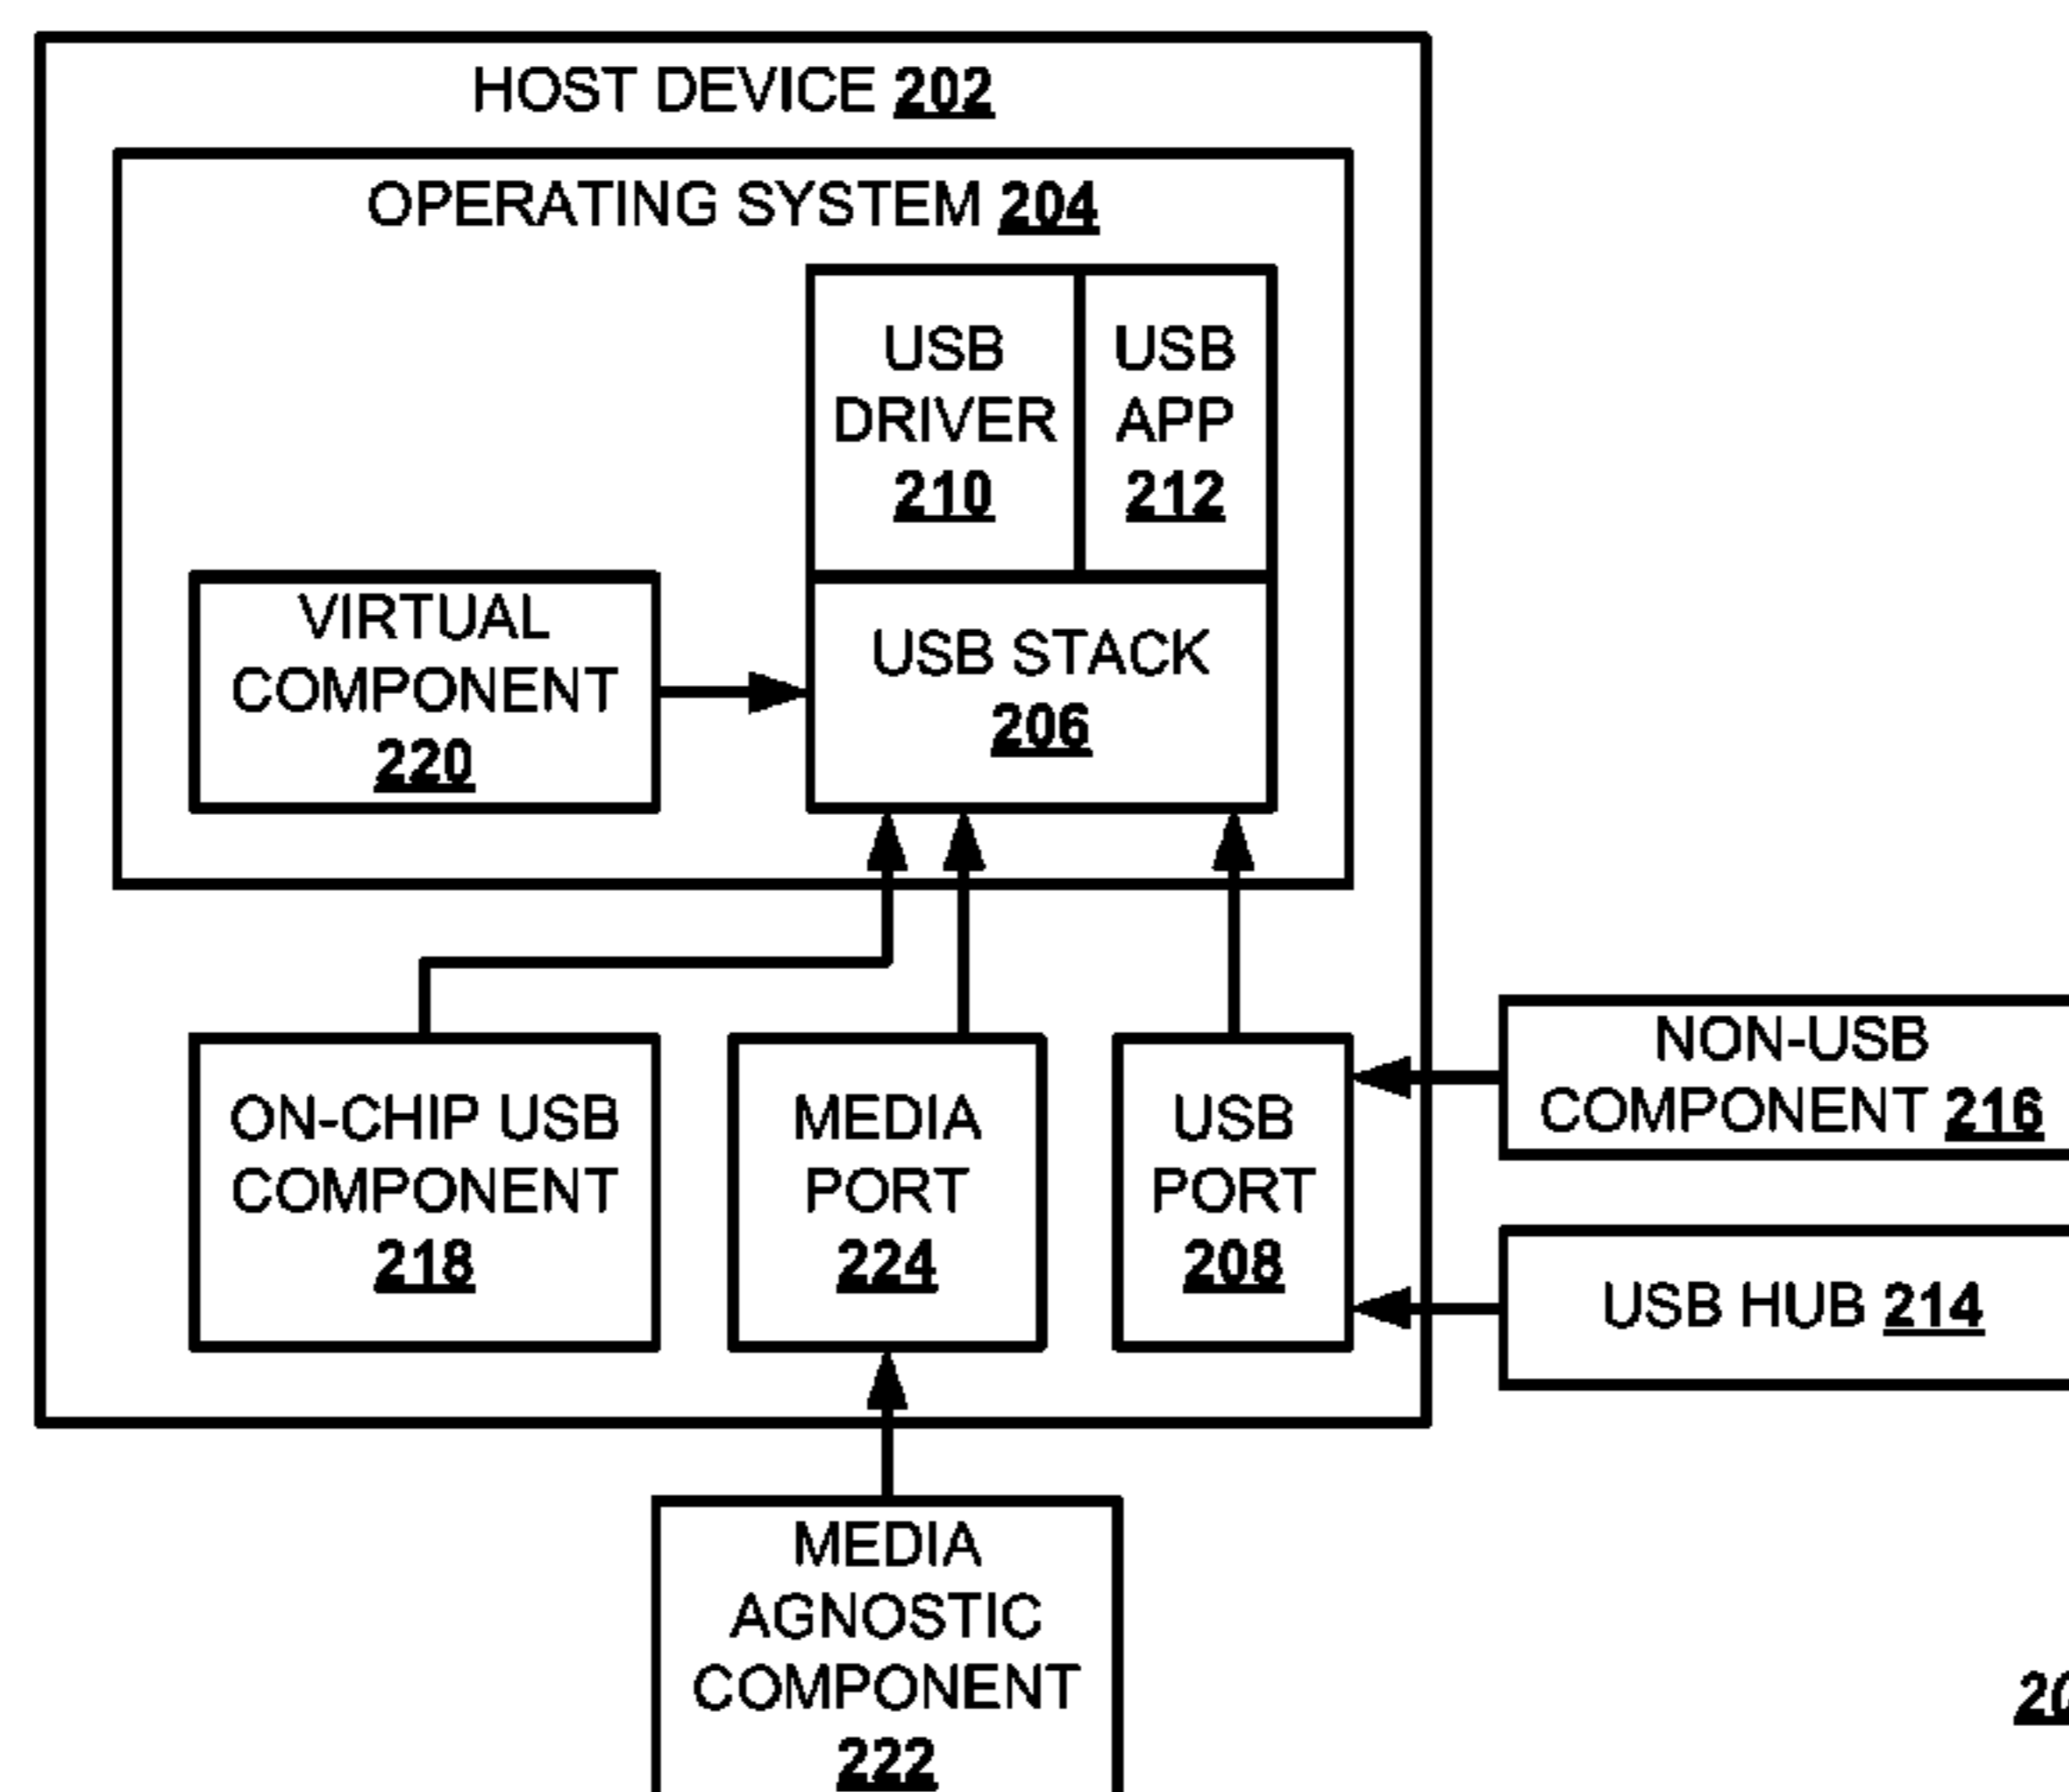 HOST DEVICE 202
OPERATING SYSTEM 204
USB
DRIVER
210
USB
APP
212
VIRTUAL
COMPONENT
220
USB STACK
206
ON-CHIP USB
COMPONENT
218
MEDIA
PORT
224
USB
PORT
208
NON-USB
COMPONENT 216
USB HUB 214
MEDIA
AGNOSTIC
COMPONENT
222